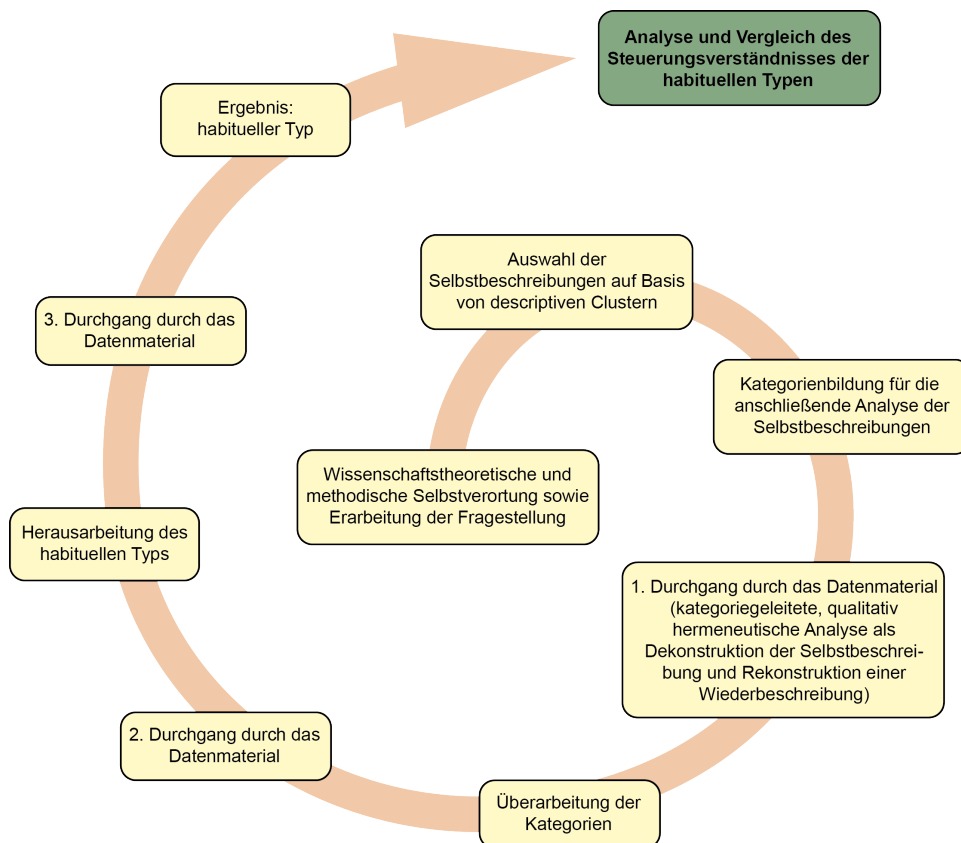 Analyse und Vergleich des
Steuerungsverständnisses der
habituellen Typen
Ergebnis:
habitueller Typ
Auswahl der
Selbstbeschreibungen auf Basis
von descriptiven Clustern
3. Durchgang durch das
Datenmaterial
Kategorienbildung für die
anschließende Analyse der
Selbstbeschreibungen
Wissenschaftstheoretische und
methodische Selbstverortung sowie
Erarbeitung der Fragestellung
Herausarbeitung des
habituellen Typs
1. Durchgang durch das Datenmaterial
(kategoriegeleitete, qualitativ
hermeneutische Analyse als
Dekonstruktion der Selbstbeschrei-
bung und Rekonstruktion einer
Wiederbeschreibung)
2. Durchgang durch das
Datenmaterial
Überarbeitung der
Kategorien